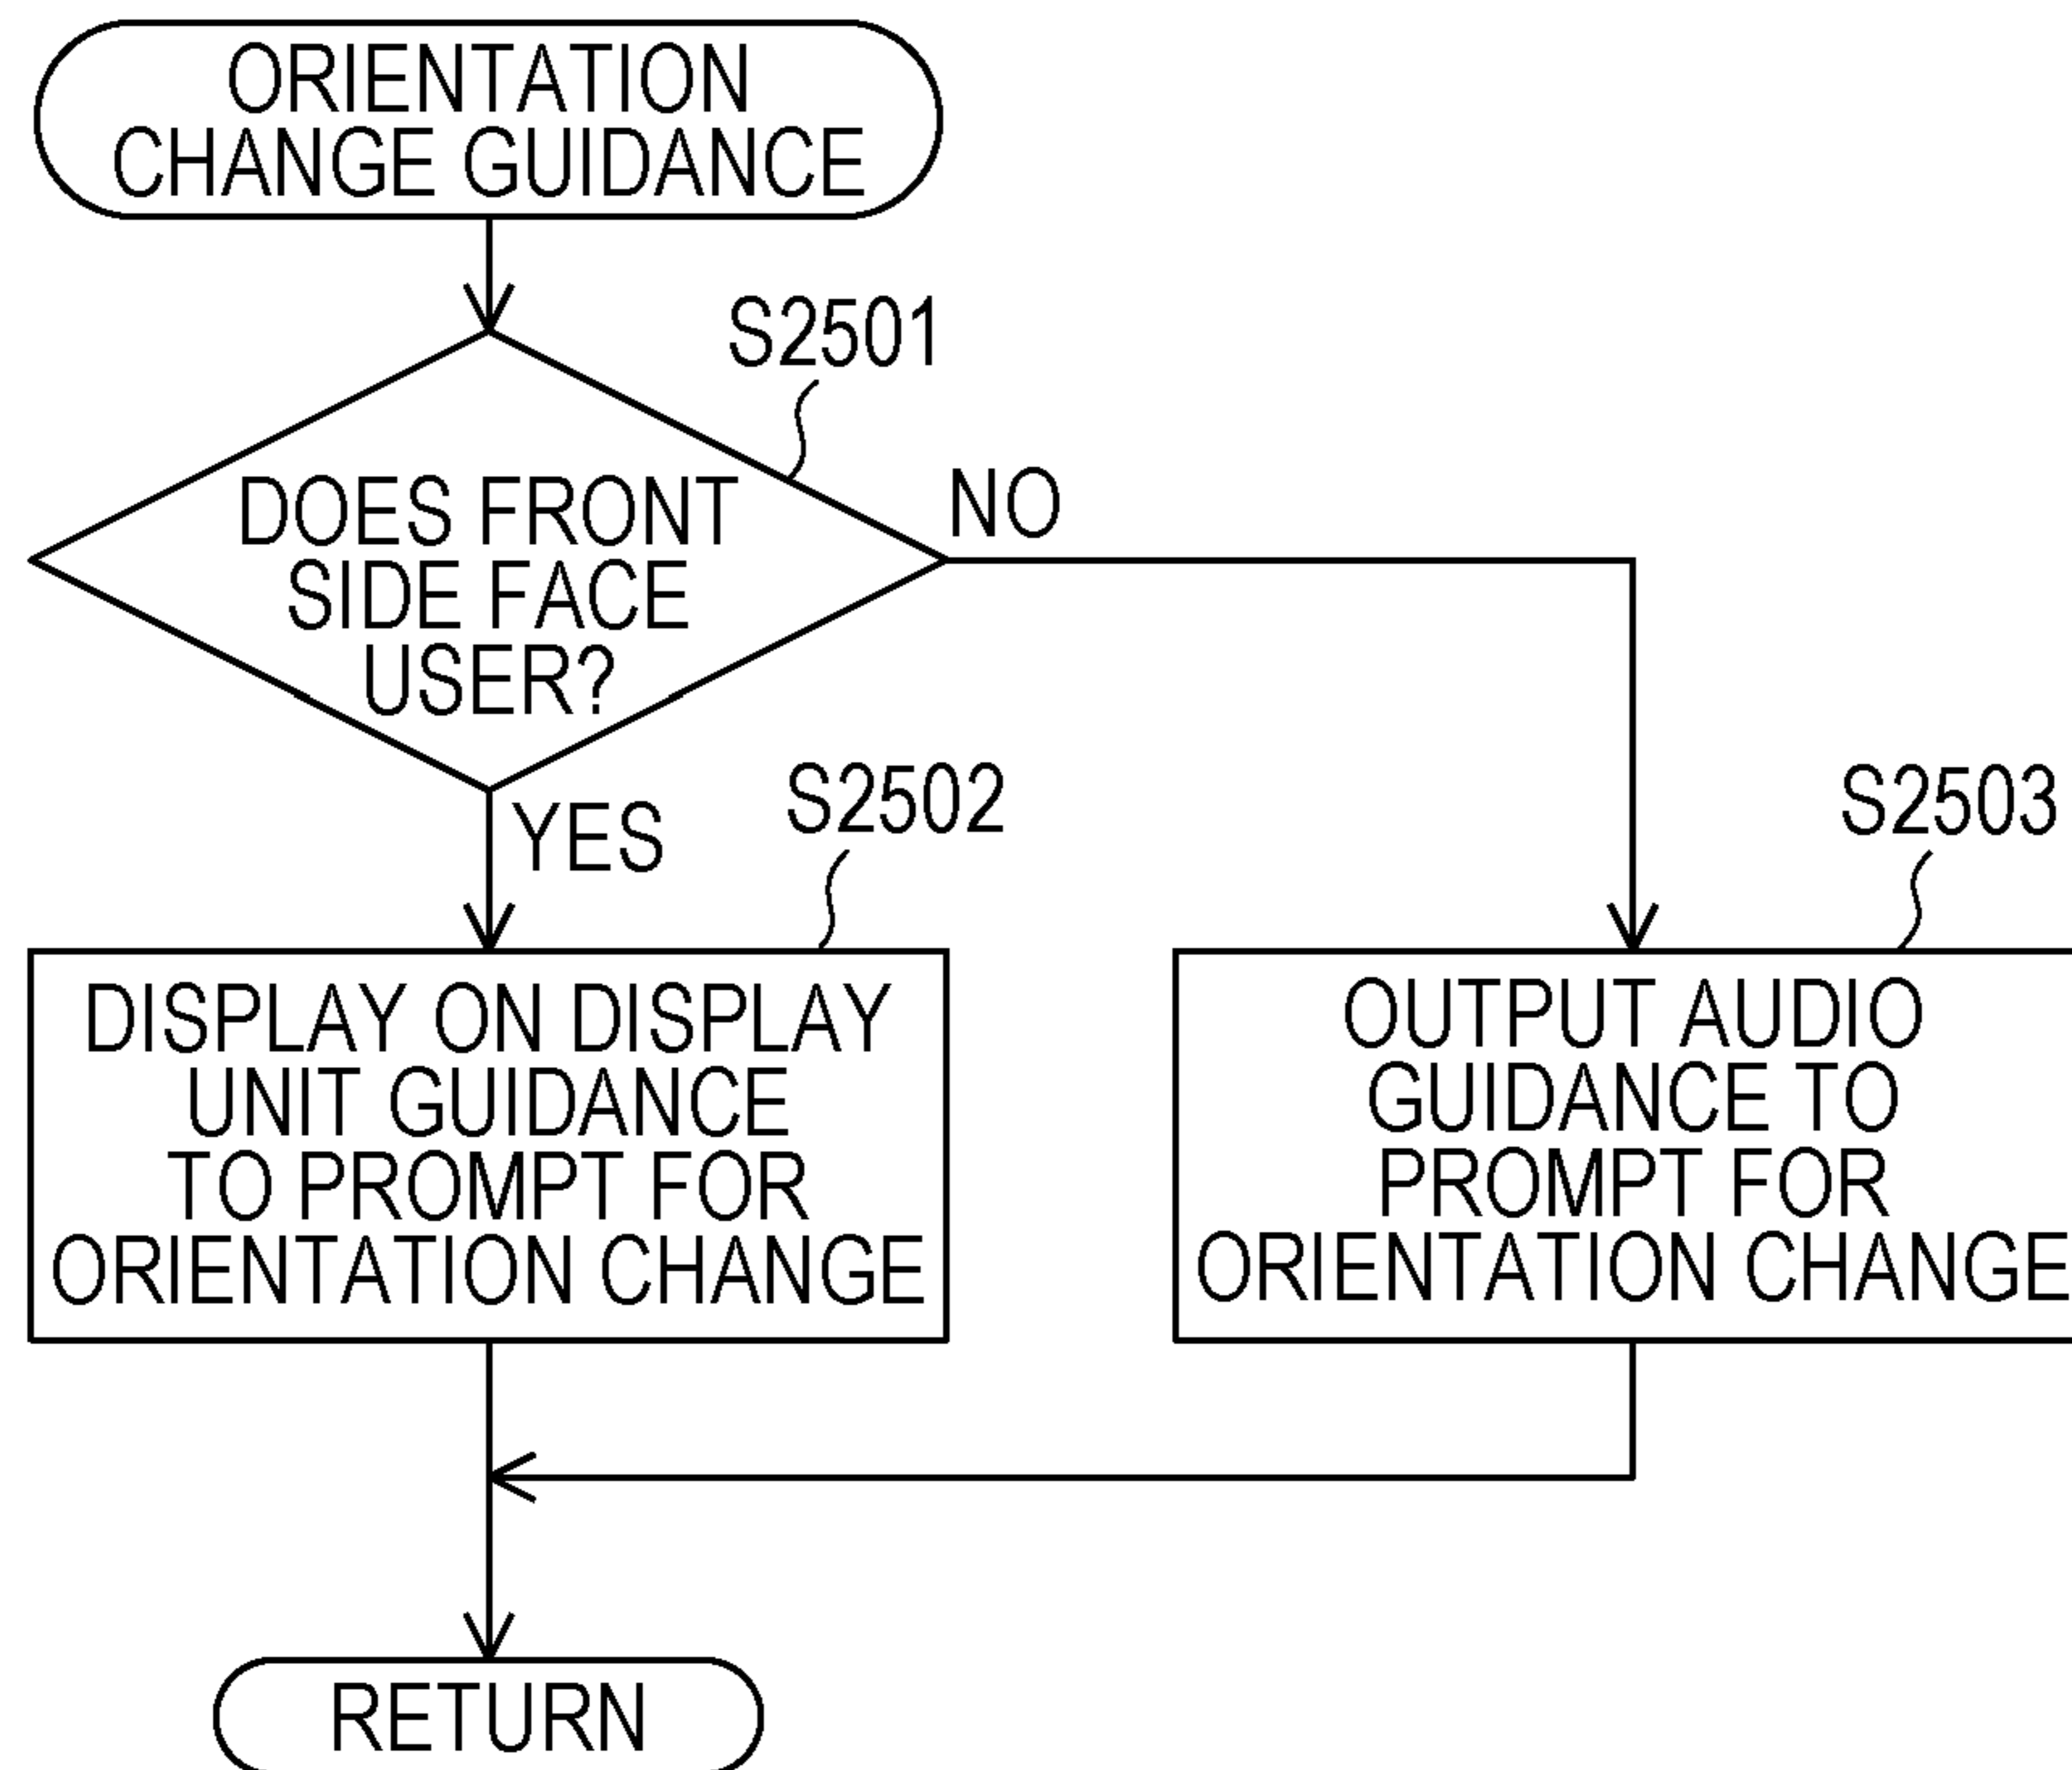 ORIENTATION
CHANGE GUIDANCE
S2501
DOES FRONT
SIDE FACE
USER?
NO
YES
S2502
DISPLAY ON DISPLAY
UNIT GUIDANCE
TO PROMPT FOR
ORIENTATION CHANGE
S2503
OUTPUT AUDIO
GUIDANCE TO
PROMPT FOR
ORIENTATION CHANGE
RETURN